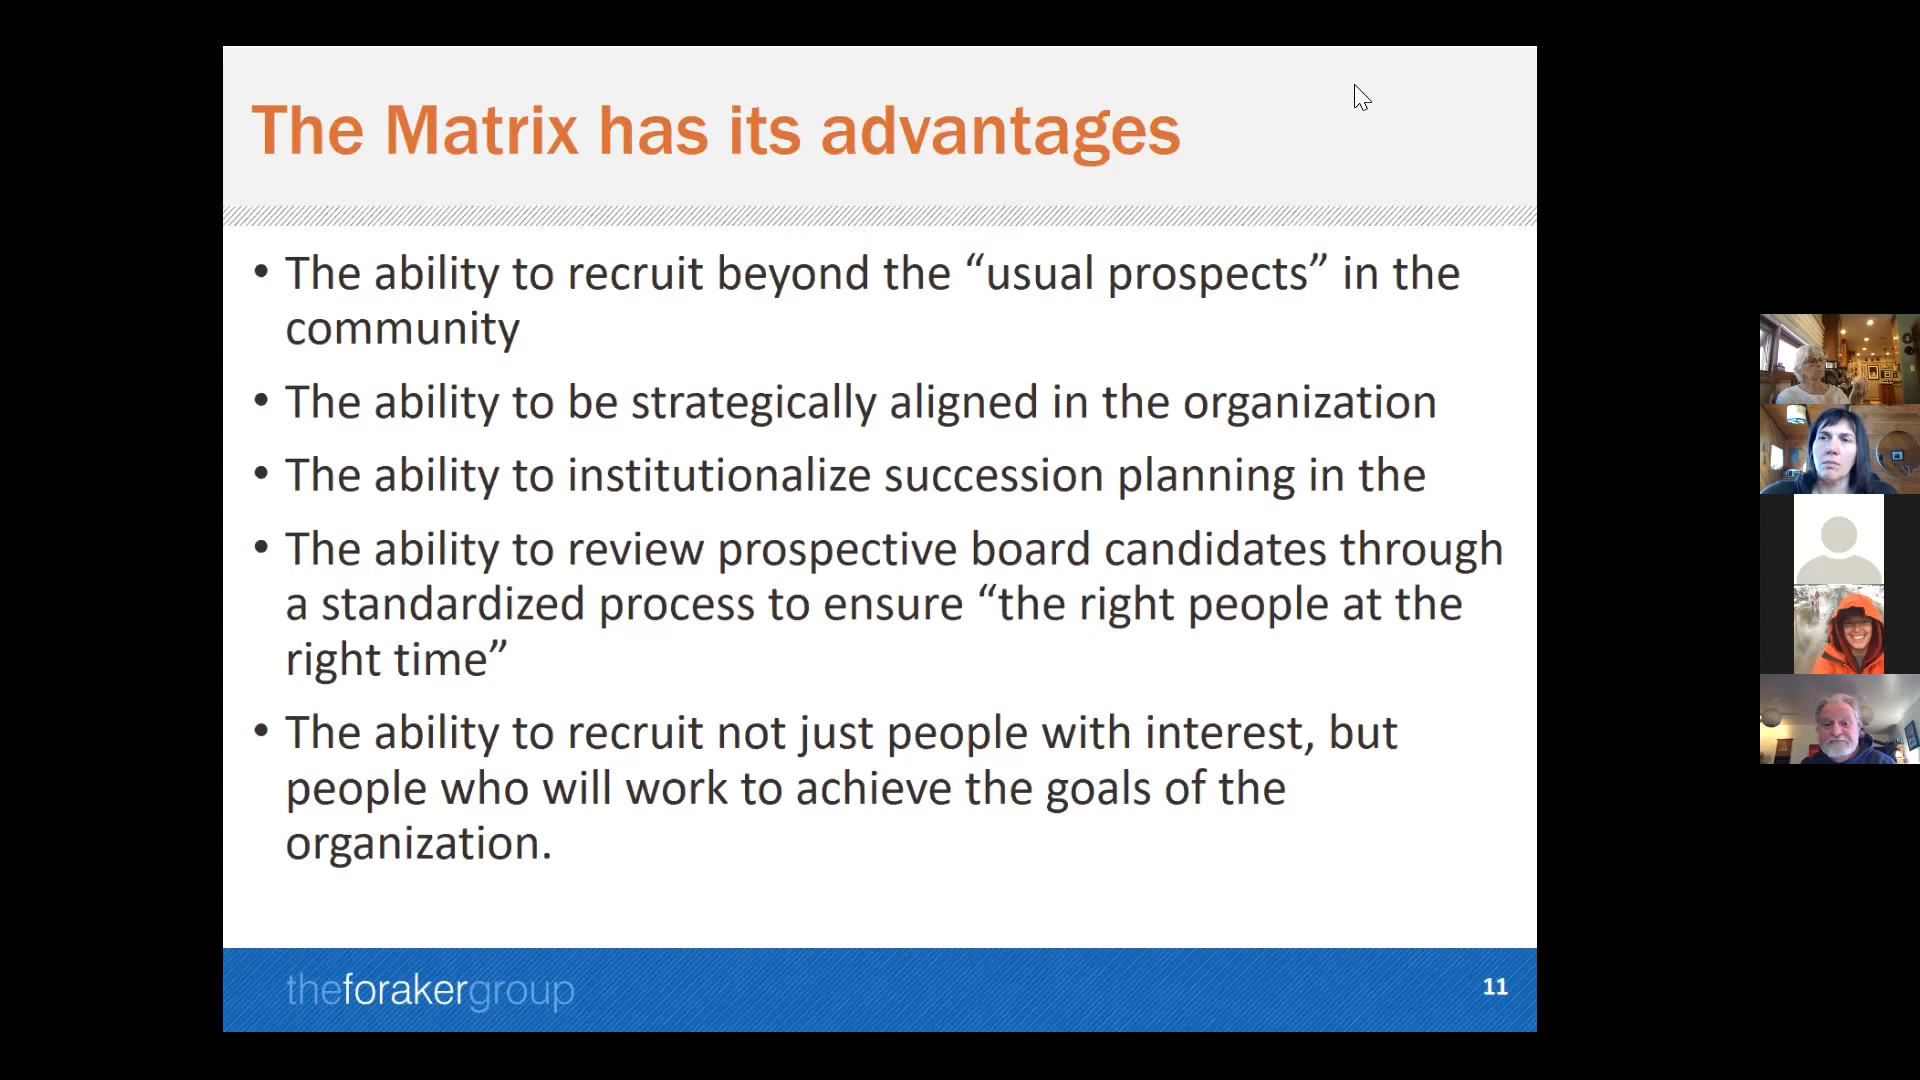 The Matrix has its advantages
• The ability to recruit beyond the “usual prospects” in the
community
• The ability to be strategically aligned in the organization
• The ability to institutionalize succession planning in the
• The ability to review prospective board candidates through
a standardized process to ensure “the right people at the
right time”
• The ability to recruit not just people with interest, but
people who will work to achieve the goals of the
organization.
theforakergroup
11